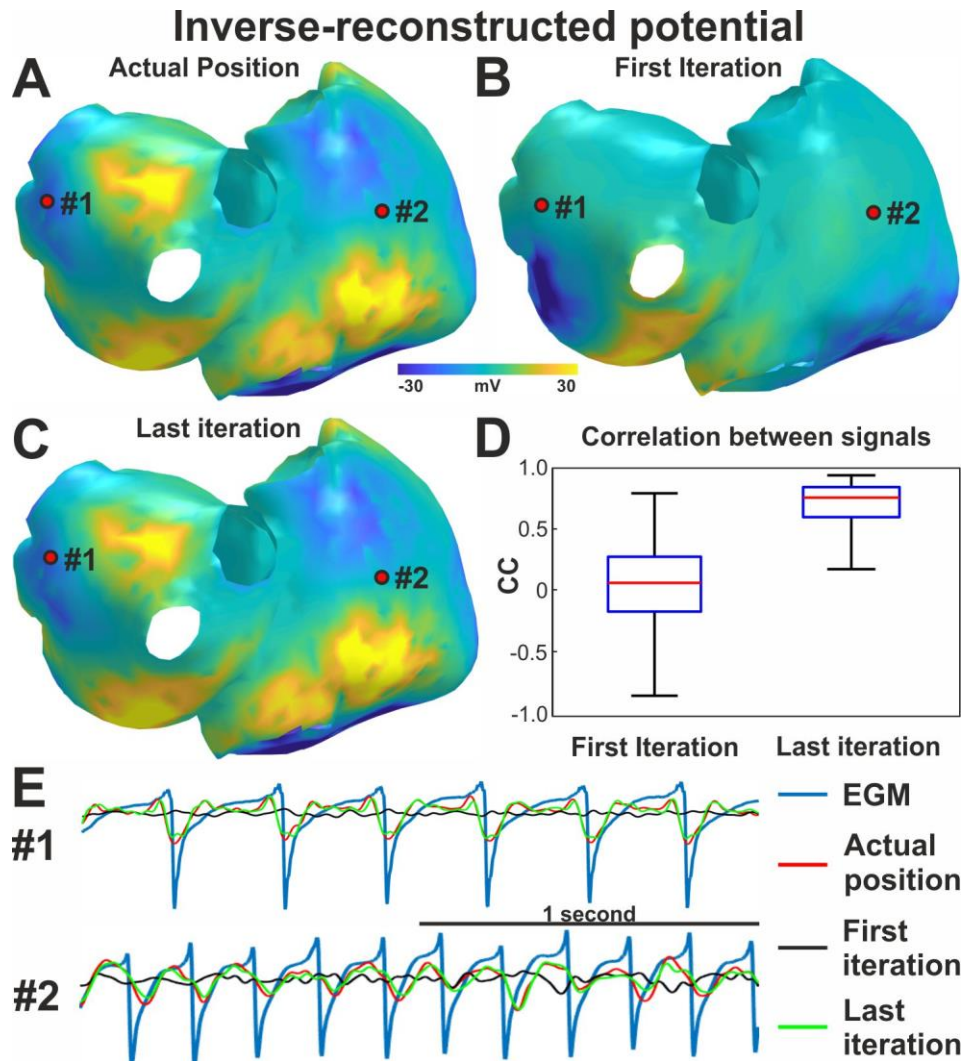 Inverse-reconstructed potential
A Actual Position
B First Iteration
#1
#2
#1
#2
-30 mV 30
C Last iteration
#1
#2
D Correlation between signals
1.0
0.5
0
-0.5
-1.0
CC
First Iteration Last iteration
E
#1
1 second
#2
EGM
Actual
position
First
iteration
Last
iteration